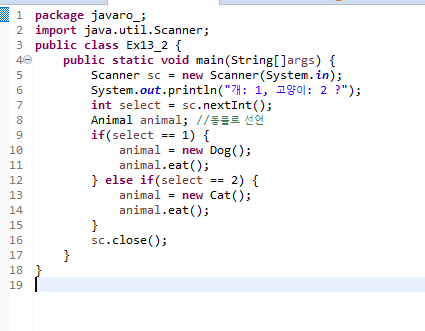 1 package javaro_;
2 import java.util.Scanner;
3 public class Ex13_2 {
4 public static void main(String[]args) {
5 Scanner sc = new Scanner(System.in);
6 System.out.println("개: 1, 고양이: 2 ?");
7 int select = sc.nextInt();
8 Animal animal; //동물로 선언
9 if(select == 1) {
10 animal = new Dog();
11 animal.eat();
12 } else if(select == 2) {
13 animal = new Cat();
14 animal.eat();
15 }
16 sc.close();
17 }
18 }
19